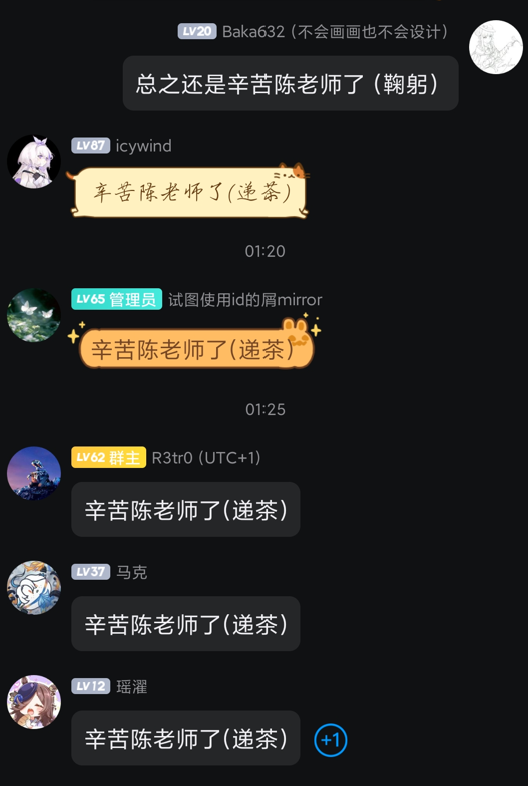 LV20 Baka632 (不会画画也不会设计)
总之还是辛苦陈老师了 (鞠躬)
LV87 icywind
辛苦陈老师了(递茶)
01:20
LV65 管理员 试图使用id的屑mirror
辛苦陈老师了(递茶)
01:25
LV62 群主 R3tr0 (UTC+1)
辛苦陈老师了(递茶)
LV37 马克
辛苦陈老师了(递茶)
LV12 瑶濯
辛苦陈老师了(递茶)
+1